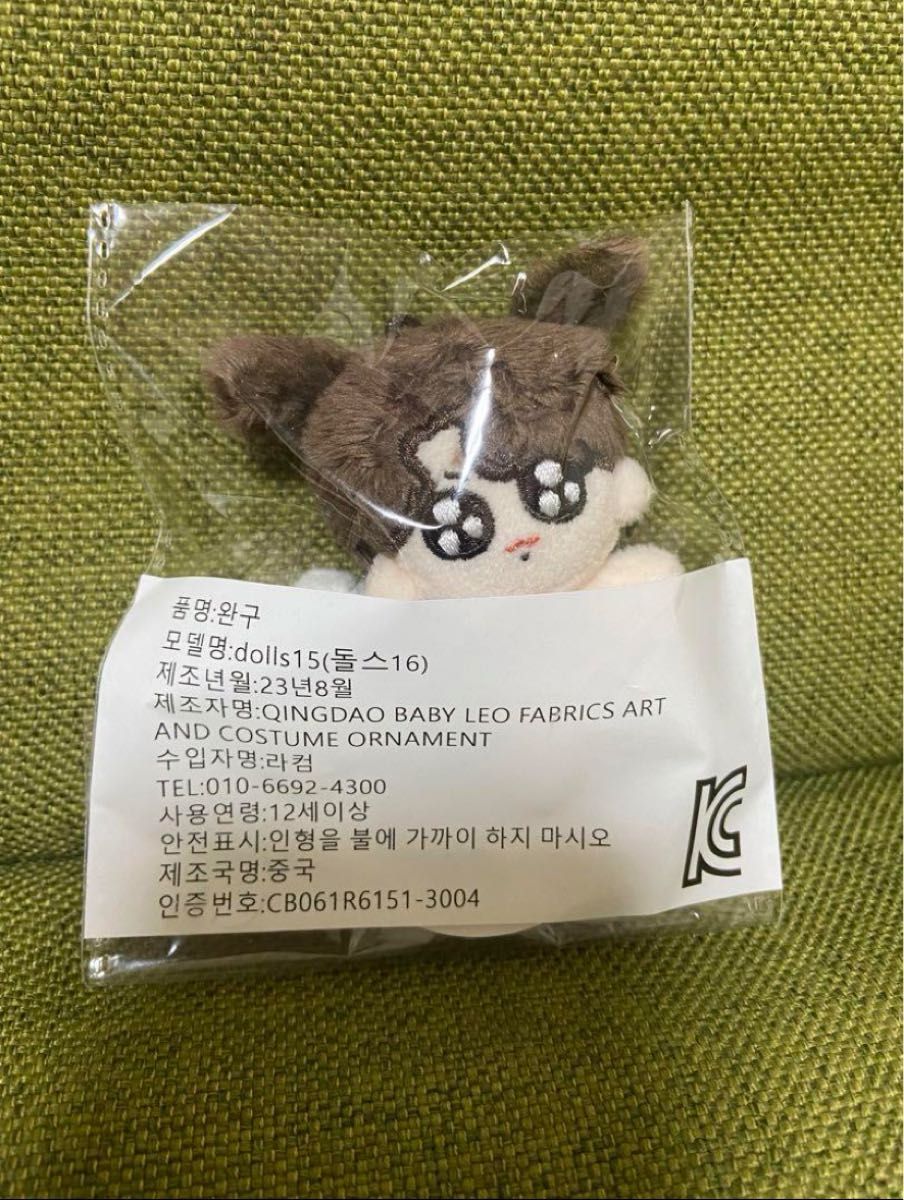 품명:완구
모델명:dolls15(돌스16)
제조년월:23년8월
제조자명:QINGDAO BABY LEO FABRICS ART
AND COSTUME ORNAMENT
수입자명:라컴
TEL:010-6692-4300
사용연령:12세이상
안전표시:인형을 불에 가까이 하지 마시오
제조국명:중국
인증번호:CB061R6151-3004
KC